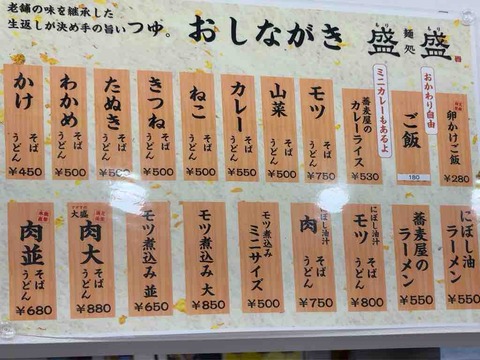 老舗の味を継承した
生返しが決め手の旨いつゆ。
おしながき
麺処
盛盛
もりもり
かけ そば うどん ¥450
わかめ そば うどん ¥500
たぬき そば うどん ¥500
きつね そば うどん ¥500
ねこ そば うどん ¥500
カレー そば うどん ¥550
山菜 そば うどん ¥550
モツ そば うどん ¥750
ミニカレーもあるよ
蕎麦屋のカレーライス ¥530
おかわり自由
ご飯 180
卵かけご飯 ¥280
肉並 そば うどん ¥680
大盛
肉大 そば うどん ¥880
モツ煮込み 並 ¥650
モツ煮込み 大 ¥850
モツ煮込み ミニサイズ ¥500
にぼし油汁 肉 そば うどん ¥750
にぼし油汁 モツ そば うどん ¥800
蕎麦屋のラーメン ¥550
にぼし油ラーメン ¥550